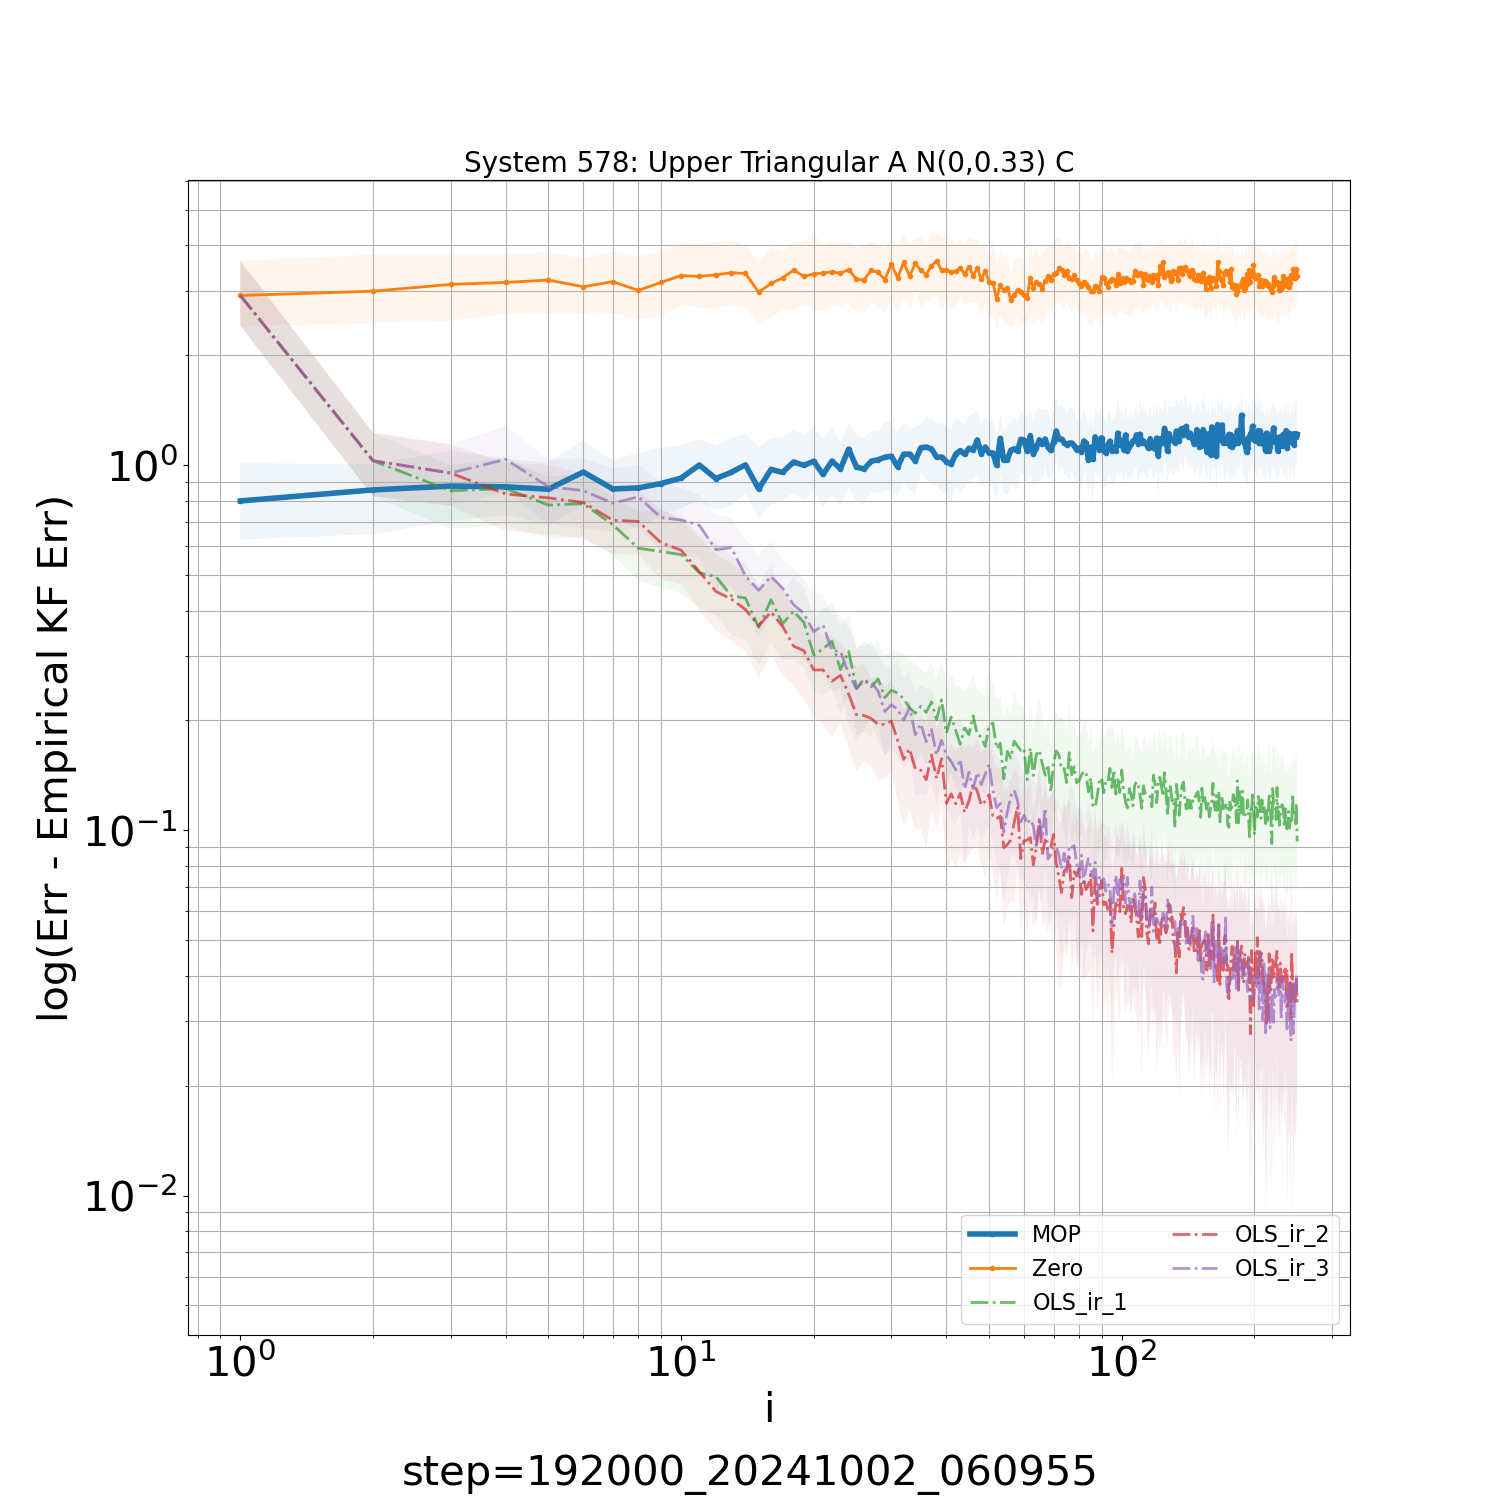 System 578: Upper Triangular A N(0,0.33) C
log(Err - Empirical KF Err)
10⁰
10⁻¹
10⁻²
10⁰ 10¹ 10²
i
step=192000_20241002_060955
MOP
Zero
OLS_ir_1
OLS_ir_2
OLS_ir_3